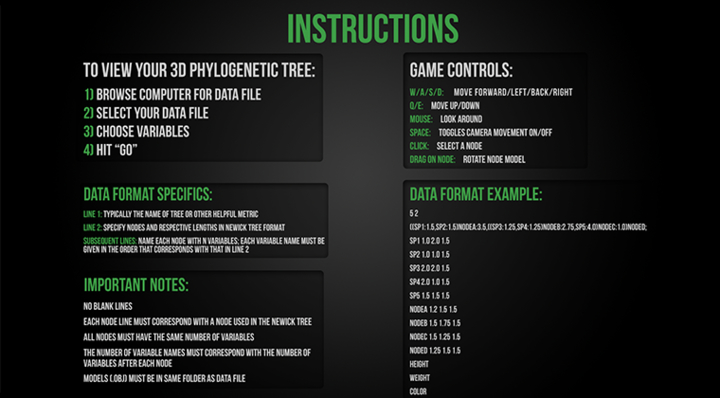 INSTRUCTIONS
TO VIEW YOUR 3D PHYLOGENETIC TREE:
1) BROWSE COMPUTER FOR DATA FILE
2) SELECT YOUR DATA FILE
3) CHOOSE VARIABLES
4) HIT “GO”
GAME CONTROLS:
W/A/S/D: MOVE FORWARD/LEFT/BACK/RIGHT
Q/E: MOVE UP/DOWN
MOUSE: LOOK AROUND
SPACE: TOGGLES CAMERA MOVEMENT ON/OFF
CLICK: SELECT A NODE
DRAG ON NODE: ROTATE NODE MODEL
DATA FORMAT SPECIFICS:
LINE 1: TYPICALLY THE NAME OF TREE OR OTHER HELPFUL METRIC
LINE 2: SPECIFY NODES AND RESPECTIVE LENGTHS IN NEWICK TREE FORMAT
SUBSEQUENT LINES: NAME EACH NODE WITH N VARIABLES; EACH VARIABLE NAME MUST BE
GIVEN IN THE ORDER THAT CORRESPONDS WITH THAT IN LINE 2
IMPORTANT NOTES:
NO BLANK LINES
EACH NODE LINE MUST CORRESPOND WITH A NODE USED IN THE NEWICK TREE
ALL NODES MUST HAVE THE SAME NUMBER OF VARIABLES
THE NUMBER OF VARIABLE NAMES MUST CORRESPOND WITH THE NUMBER OF
VARIABLES AFTER EACH NODE
MODELS (.OBJ) MUST BE IN SAME FOLDER AS DATA FILE
DATA FORMAT EXAMPLE:
5 2
((SP1:1.5,SP2:1.5)NODEA:3.5,((SP3:1.25,SP4:1.25)NODEB:2.75,SP5:4.0)NODEC:1.0)NODED;
SP1 1.0 2.0 1.5
SP2 1.0 1.0 1.5
SP3 2.0 2.0 1.5
SP4 2.0 1.0 1.5
SP5 1.5 1.5 1.5
NODEA 1.2 1.5 1.5
NODEB 1.5 1.75 1.5
NODEC 1.5 1.25 1.5
NODED 1.25 1.5 1.5
HEIGHT
WEIGHT
COLOR